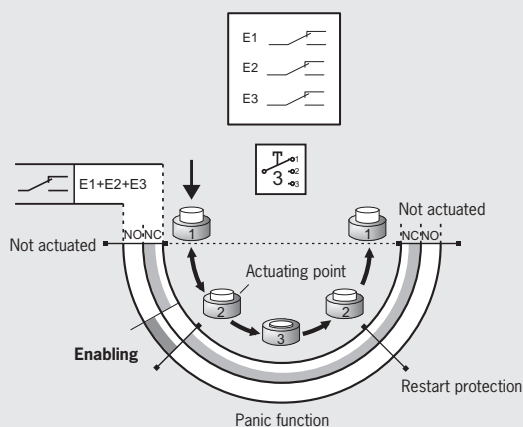 E1
E2
E3
1
2
3
3
E1+E2+E3
NO NC
1
1
Not actuated
NC NO
Not actuated
Actuating point
2
2
3
Enabling
Restart protection
Panic function